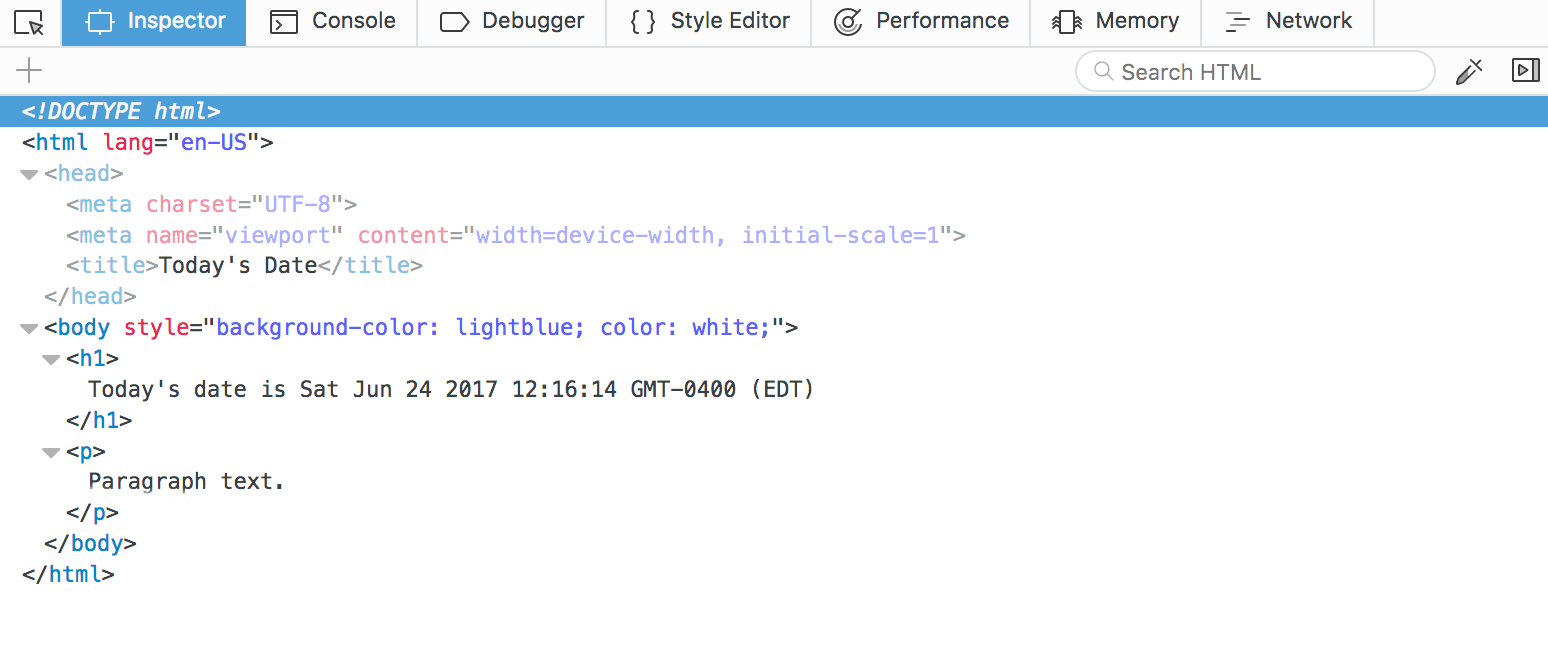 Inspector Console Debugger { } Style Editor Performance Memory Network
Search HTML
<!DOCTYPE html>
<html lang="en-US">
<head>
<meta charset="UTF-8">
<meta name="viewport" content="width=device-width, initial-scale=1">
<title>Today's Date</title>
</head>
<body style="background-color: lightblue; color: white;">
<h1>
Today's date is Sat Jun 24 2017 12:16:14 GMT-0400 (EDT)
</h1>
<p>
Paragraph text.
</p>
</body>
</html>